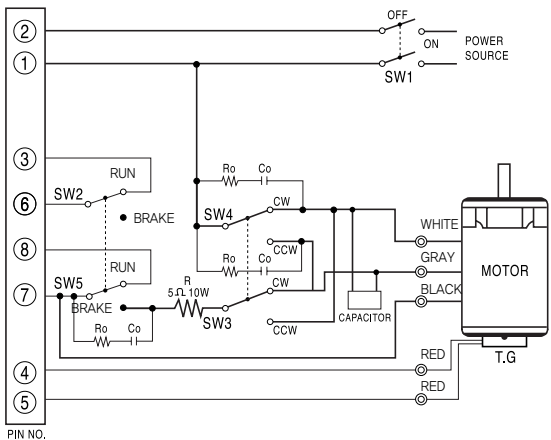 OFF
2
ON
POWER
SOURCE
1
SW1
3
RUN
Ro Co
SW2
CW
6
SW4
BRAKE
WHITE
8
CCW
GRAY
RUN
Ro Co
MOTOR
SW5
R
CW
7
5Ω 10W
BLACK
BRAKE
CAPACITOR
SW3
Ro Co
CCW
RED
T.G
4
RED
5
PIN NO.